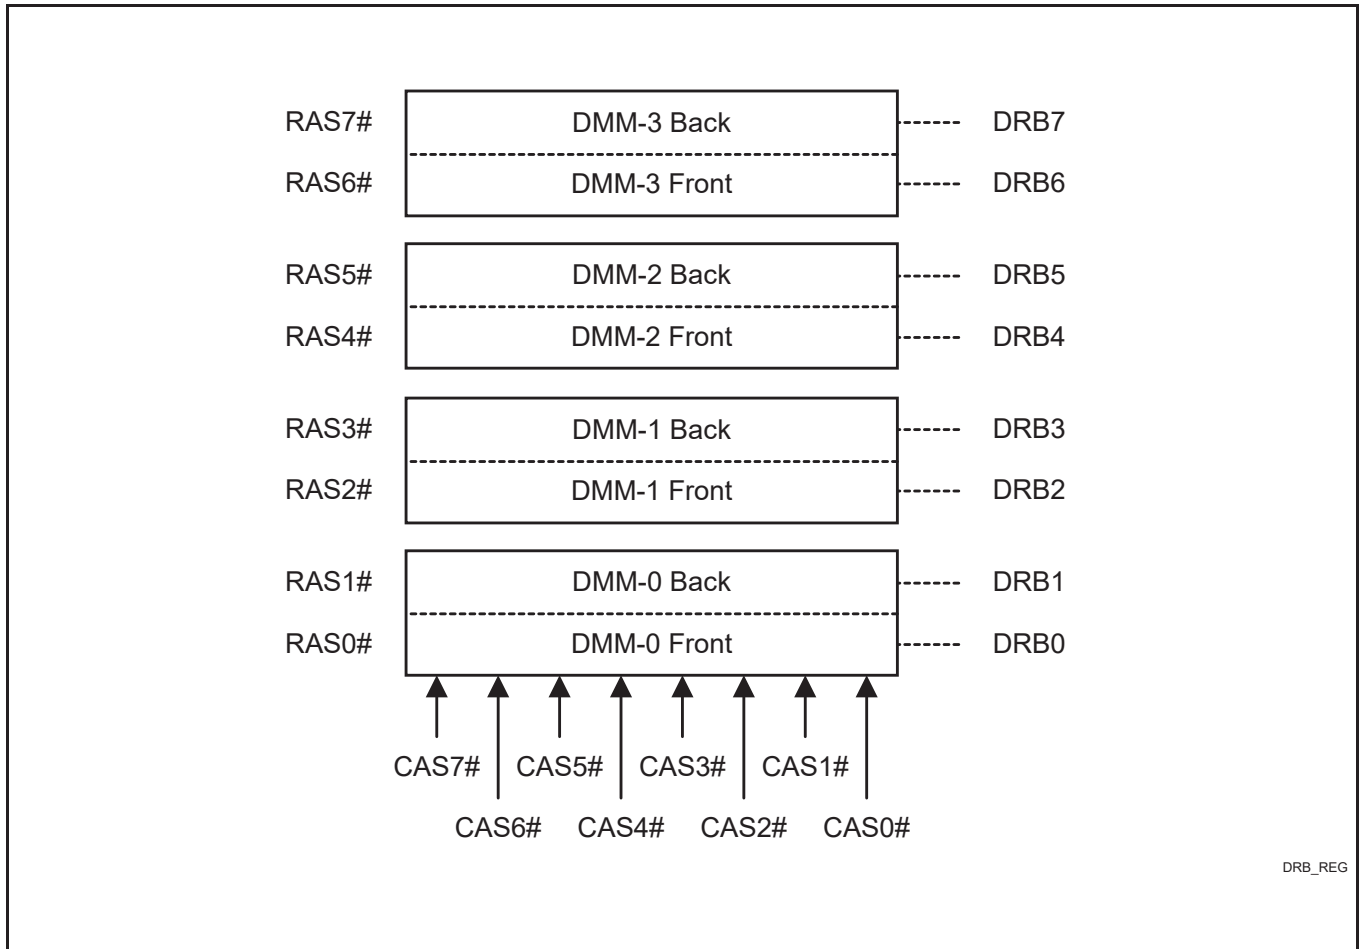 RAS7# DMM-3 Back DRB7
RAS6# DMM-3 Front DRB6
RAS5# DMM-2 Back DRB5
RAS4# DMM-2 Front DRB4
RAS3# DMM-1 Back DRB3
RAS2# DMM-1 Front DRB2
RAS1# DMM-0 Back DRB1
RAS0# DMM-0 Front DRB0
CAS7# CAS5# CAS3# CAS1#
CAS6# CAS4# CAS2# CAS0#
DRB_REG